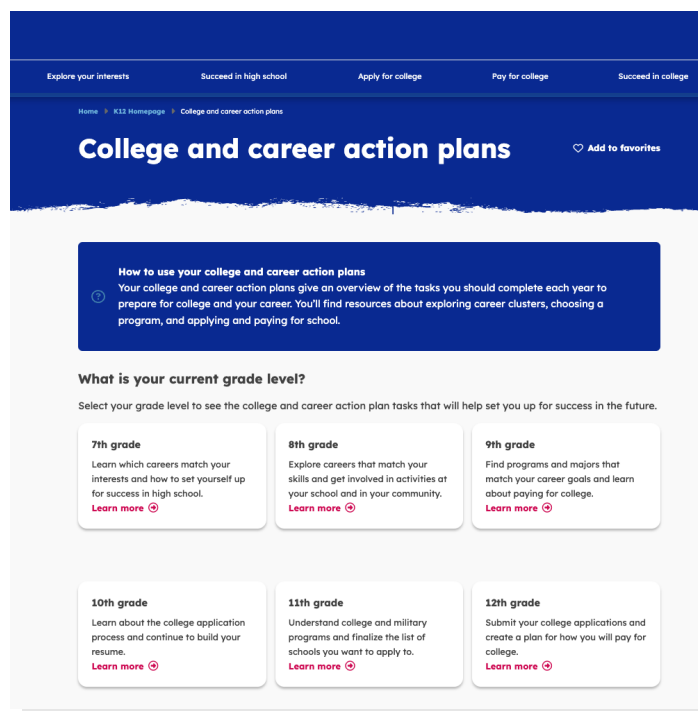 Explore your interests Succeed in high school Apply for college Pay for college Succeed in college
Home K12 Homepage College and career action plans
College and career action plans
Add to favorites
How to use your college and career action plans
Your college and career action plans give an overview of the tasks you should complete each year to
prepare for college and your career. You'll find resources about exploring career clusters, choosing a
program, and applying and paying for school.
What is your current grade level?
Select your grade level to see the college and career action plan tasks that will help set you up for success in the future.
7th grade
Learn which careers match your
interests and how to set yourself up
for success in high school.
Learn more
8th grade
Explore careers that match your
skills and get involved in activities at
your school and in your community.
Learn more
9th grade
Find programs and majors that
match your career goals and learn
about paying for college.
Learn more
10th grade
Learn about the college application
process and continue to build your
resume.
Learn more
11th grade
Understand college and military
programs and finalize the list of
schools you want to apply to.
Learn more
12th grade
Submit your college applications and
create a plan for how you will pay for
college.
Learn more